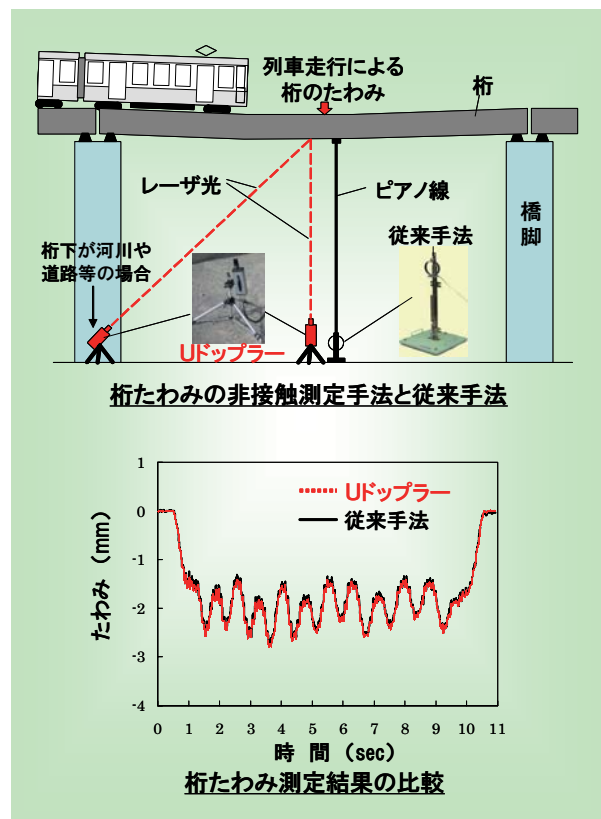 列車走行による
桁のたわみ
桁
レーザ光
ピアノ線
橋脚
従来手法
桁下が河川や
道路等の場合
Uドップラー
桁たわみの非接触測定手法と従来手法
1
0
-1
-2
-3
-4
たわみ (mm)
Uドップラー
従来手法
0 1 2 3 4 5 6 7 8 9 10 11
時 間 (sec)
桁たわみ測定結果の比較